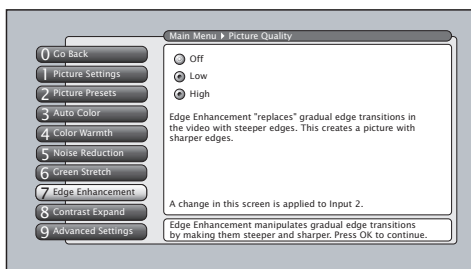 Main Menu ▸ Picture Quality
0 Go Back
1 Picture Settings
2 Picture Presets
3 Auto Color
4 Color Warmth
5 Noise Reduction
6 Green Stretch
7 Edge Enhancement
8 Contrast Expand
9 Advanced Settings
Off
Low
High
Edge Enhancement "replaces" gradual edge transitions in
the video with steeper edges. This creates a picture with
sharper edges.
A change in this screen is applied to Input 2.
Edge Enhancement manipulates gradual edge transitions
by making them steeper and sharper. Press OK to continue.